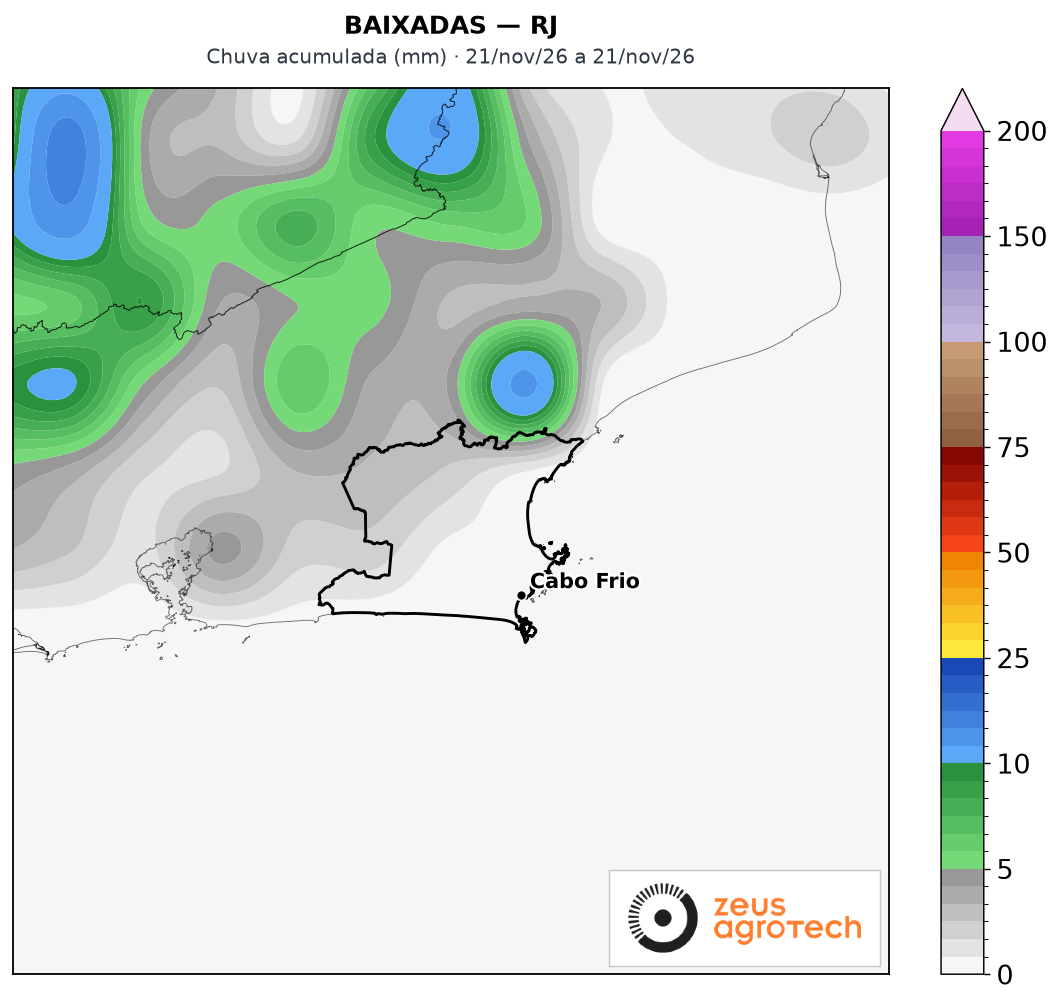 BAIXADAS — RJ
Chuva acumulada (mm) · 21/nov/26 a 21/nov/26
200
150
100
75
50
25
10
5
0
Cabo Frio
zeus
agrotech